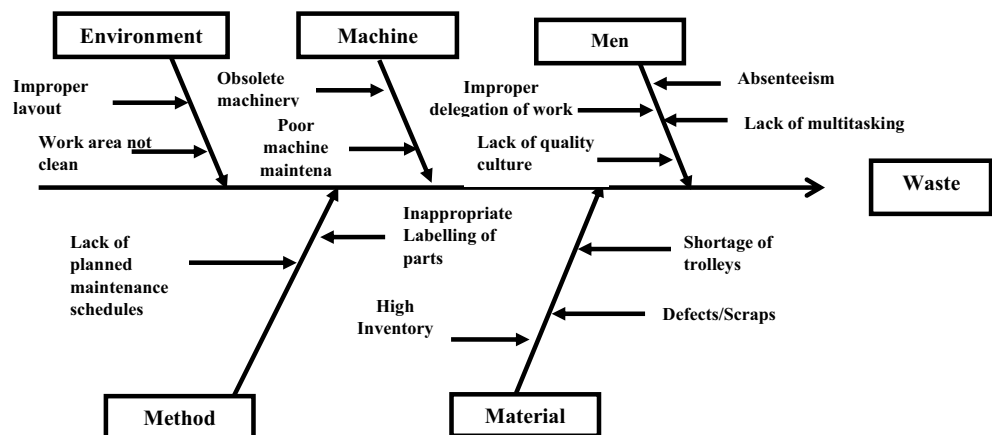 Environment
Machine
Men
Improper
lavout
Work area not
clean
Obsolete
machinerv
Poor
machine
maintena
Improper
delegation of work
Lack of quality
culture
Absenteeism
Lack of multitasking
Waste
Lack of
planned
maintenance
schedules
Inappropriate
Labelling of
parts
High
Inventory
Shortage of
trolleys
Defects/Scraps
Method
Material